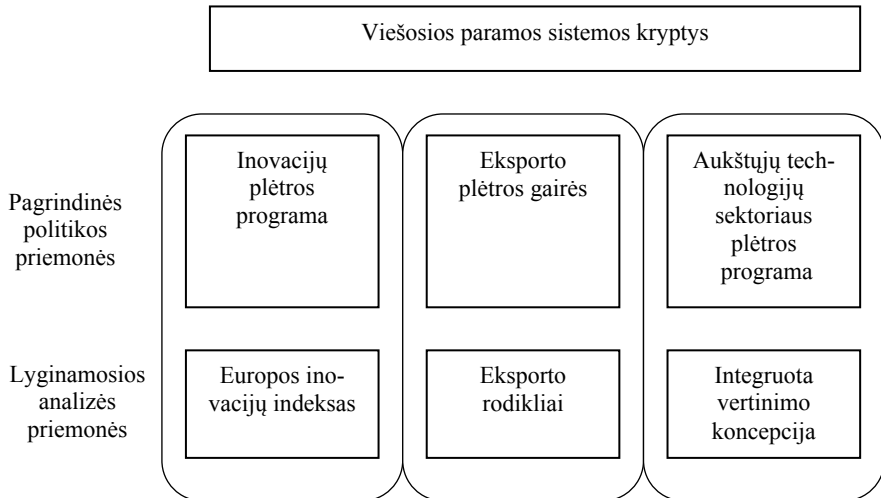 Viešosios paramos sistemos kryptys
Pagrindinės
politikos
priemonės
Inovacijų
plėtros
programa
Eksporto
plėtros gairės
Aukštųjų tech-
nologijų
sektoriaus
plėtros
programa
Lyginamosios
analizės
priemonės
Europos ino-
vacijų indeksas
Eksporto
rodikliai
Integruota
vertinimo
koncepcija